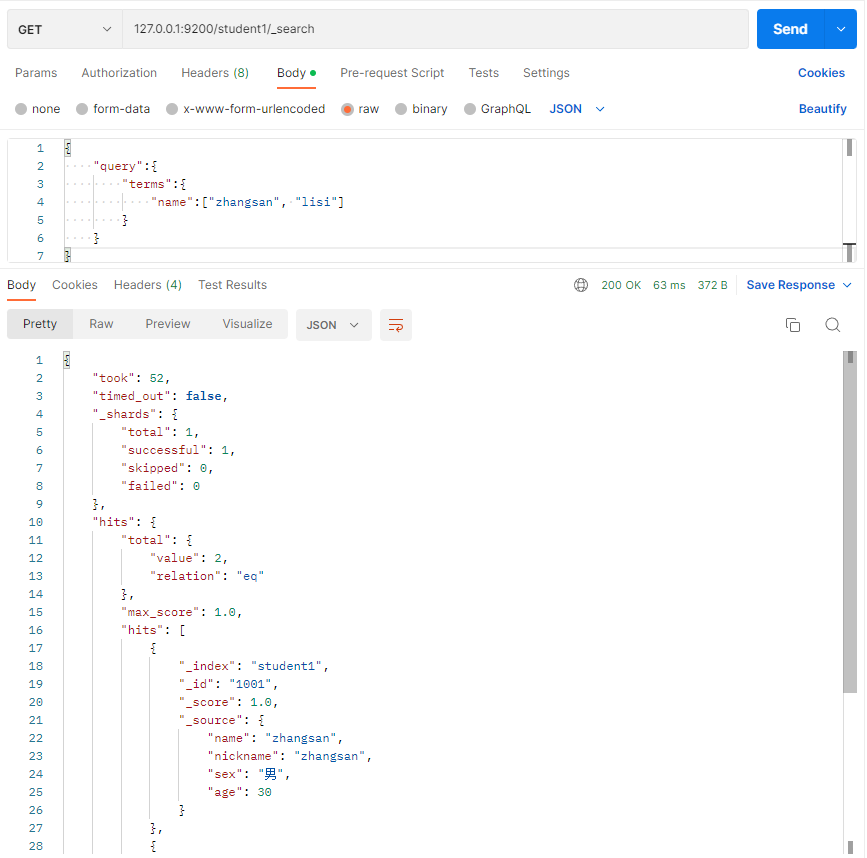 GET 127.0.0.1:9200/student1/_search Send
Params Authorization Headers (8) Body Pre-request Script Tests Settings Cookies
none form-data x-www-form-urlencoded raw binary GraphQL JSON Beautify
1 {
2 "query":{
3 "terms":{
4 "name":["zhangsan", "lisi"]
5 }
6 }
7 }
Body Cookies Headers (4) Test Results 200 OK 63 ms 372 B Save Response
Pretty Raw Preview Visualize JSON
1 {
2 "took": 52,
3 "timed_out": false,
4 "_shards": {
5 "total": 1,
6 "successful": 1,
7 "skipped": 0,
8 "failed": 0
9 },
10 "hits": {
11 "total": {
12 "value": 2,
13 "relation": "eq"
14 },
15 "max_score": 1.0,
16 "hits": [
17 {
18 "_index": "student1",
19 "_id": "1001",
20 "_score": 1.0,
21 "_source": {
22 "name": "zhangsan",
23 "nickname": "zhangsan",
24 "sex": "男",
25 "age": 30
26 }
27 },
28 {